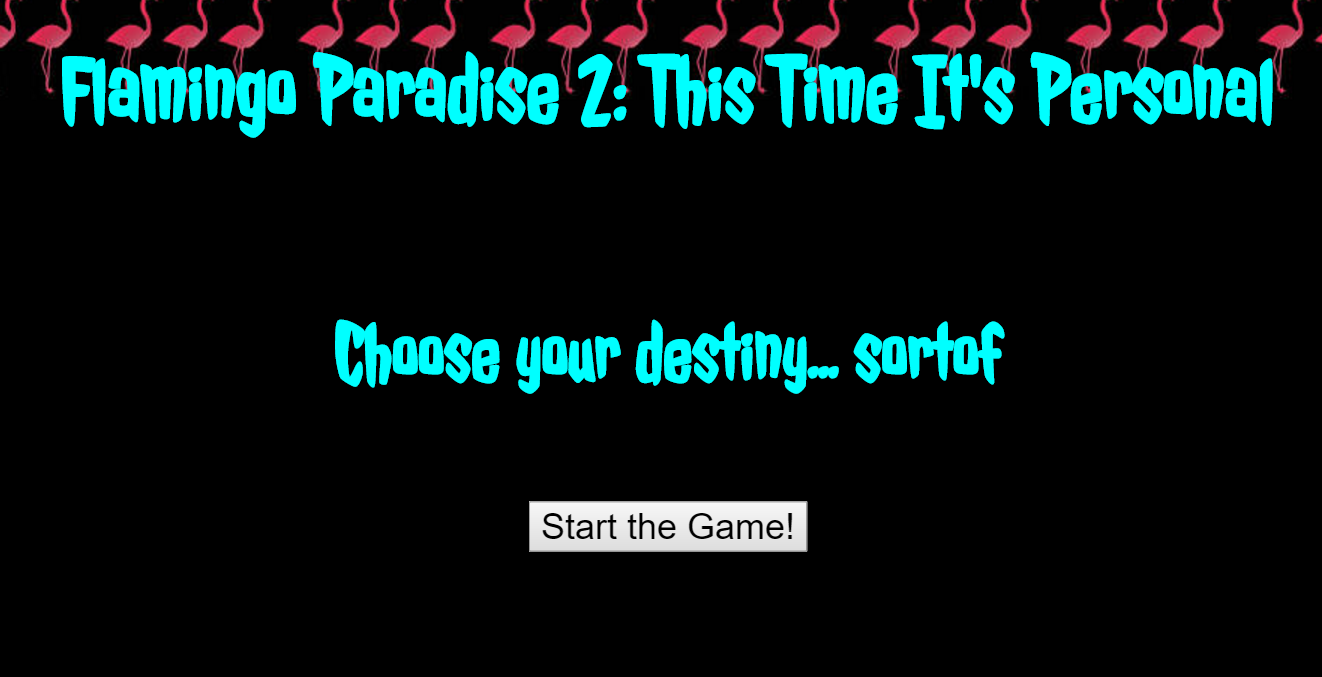 Flamingo Paradise 2: This Time It's Personal
Choose your destiny... sortof
Start the Game!